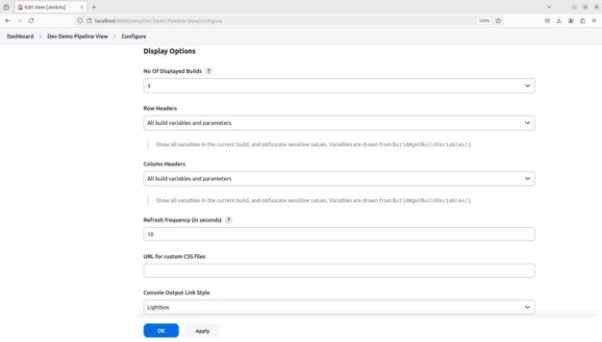 Edit View [Jenkins]
localhost:8080/view/Dev Demo Pipeline View/configure
120%
Dashboard > Dev Demo Pipeline View > Configure
Display Options
No Of Displayed Builds ?
3
Row Headers
All build variables and parameters
Show all variables in the current build, and obfuscate sensitive values. Variables are drawn from Build#getBuildVariables().
Column Headers
All build variables and parameters
Show all variables in the current build, and obfuscate sensitive values. Variables are drawn from Build#getBuildVariables().
Refresh frequency (in seconds) ?
10
URL for custom CSS files
Console Output Link Style
Lightbox
OK Apply